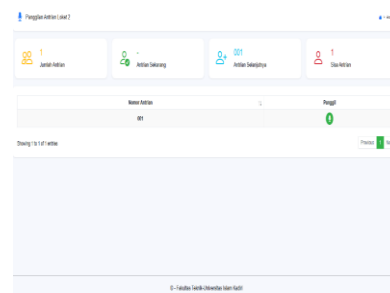 Panggilan Antrian Loket 2
1
Jumlah Antrian
-
Antrian Sekarang
001
Antrian Selanjutnya
1
Sisa Antrian
Nomor Antrian
Panggil
001
Showing 1 to 1 of 1 entries
Previous 1
© - Fakultas Teknik-Universitas Islam Kadiri